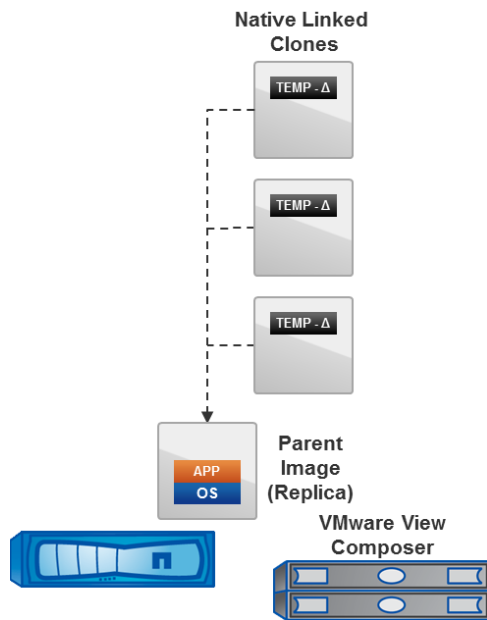 Native Linked
Clones
TEMP - Δ
TEMP - Δ
TEMP - Δ
APP
OS
Parent
Image
(Replica)
VMware View
Composer